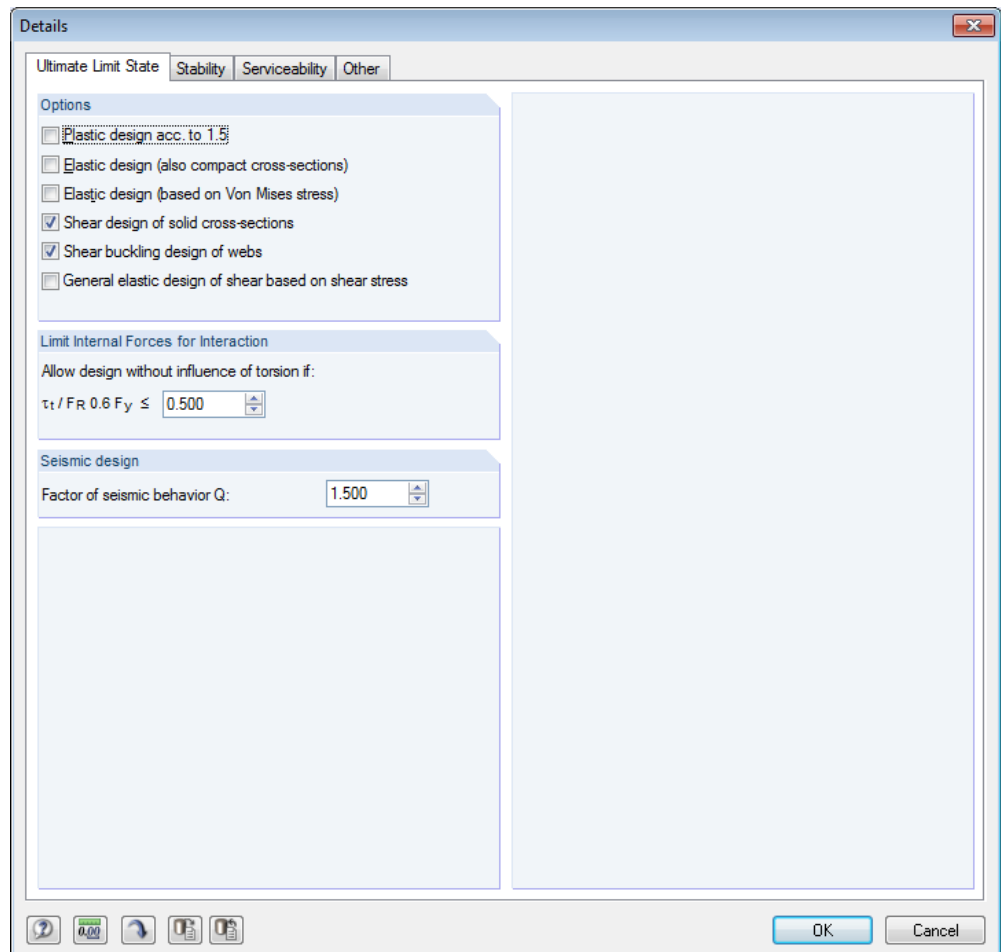 Details
Ultimate Limit State Stability Serviceability Other
Options
Plastic design acc. to 1.5
Elastic design (also compact cross-sections)
Elastic design (based on Von Mises stress)
Shear design of solid cross-sections
Shear buckling design of webs
General elastic design of shear based on shear stress
Limit Internal Forces for Interaction
Allow design without influence of torsion if:
τt / FR 0.6 Fy ≤ 0.500
Seismic design
Factor of seismic behavior Q: 1.500
0.00
OK Cancel